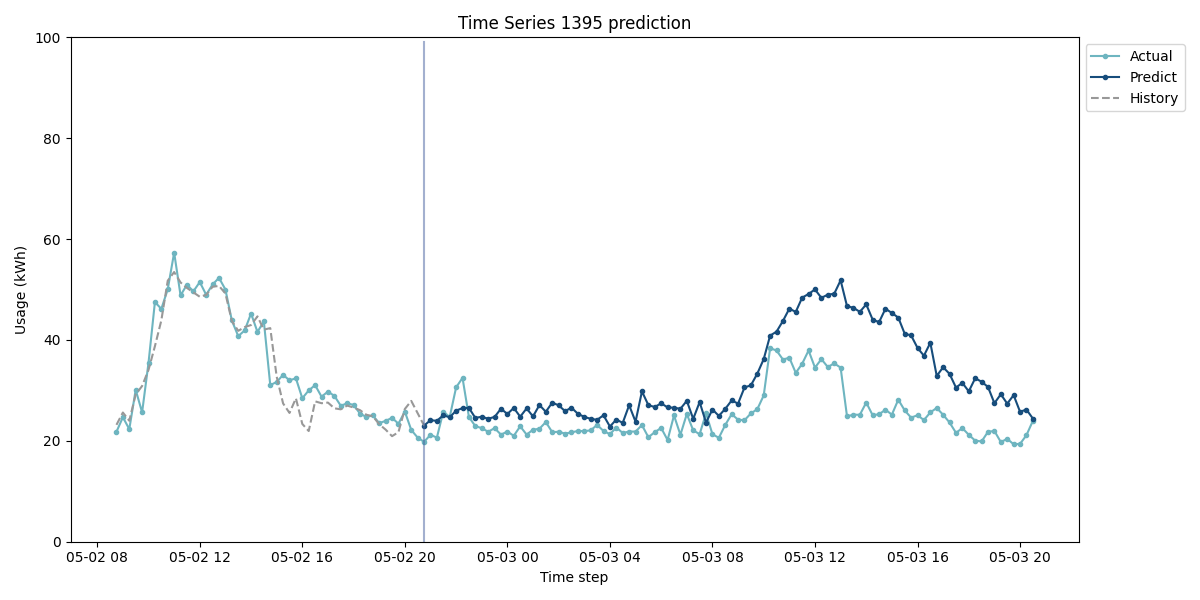 Time Series 1395 prediction
100
80
60
40
20
0
Usage (kWh)
05-02 08
05-02 12
05-02 16
05-02 20
05-03 00
05-03 04
05-03 08
05-03 12
05-03 16
05-03 20
Time step
Actual
Predict
History